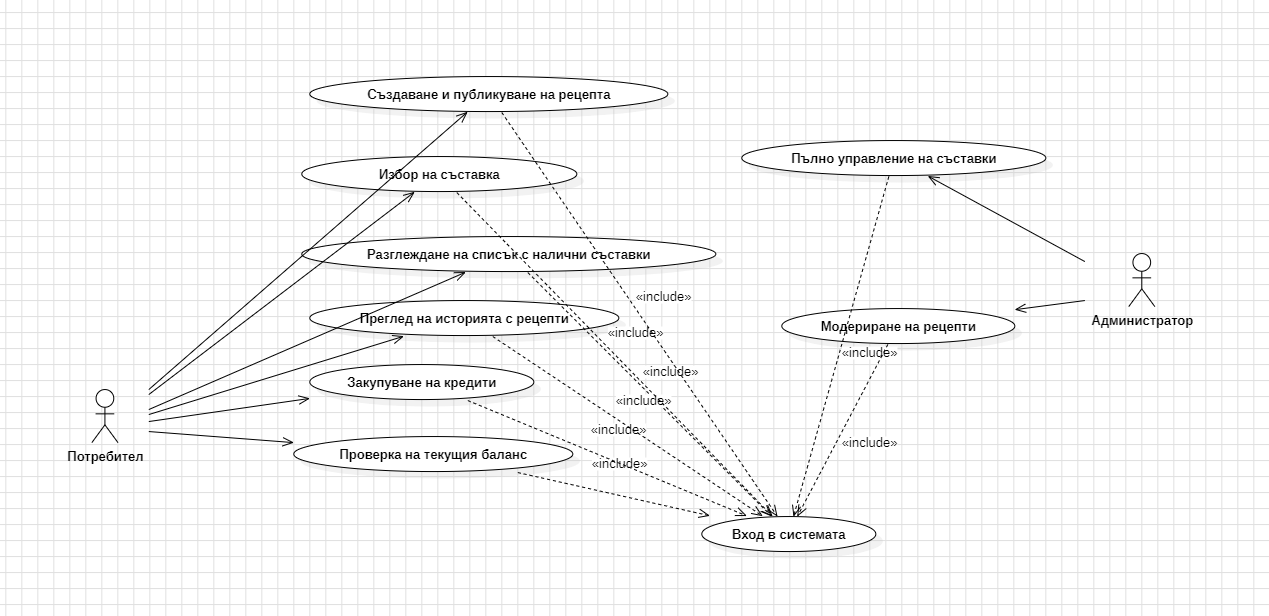 Създаване и публикуване на рецепта
Пълно управление на съставки
Избор на съставка
Разглеждане на списък с налични съставки
«include»
Преглед на историята с рецепти
Администратор
Модериране на рецепти
«include»
«include»
«include»
Закупуване на кредити
«include»
«include»
«include»
Потребител
Проверка на текущия баланс
«include»
Вход в системата